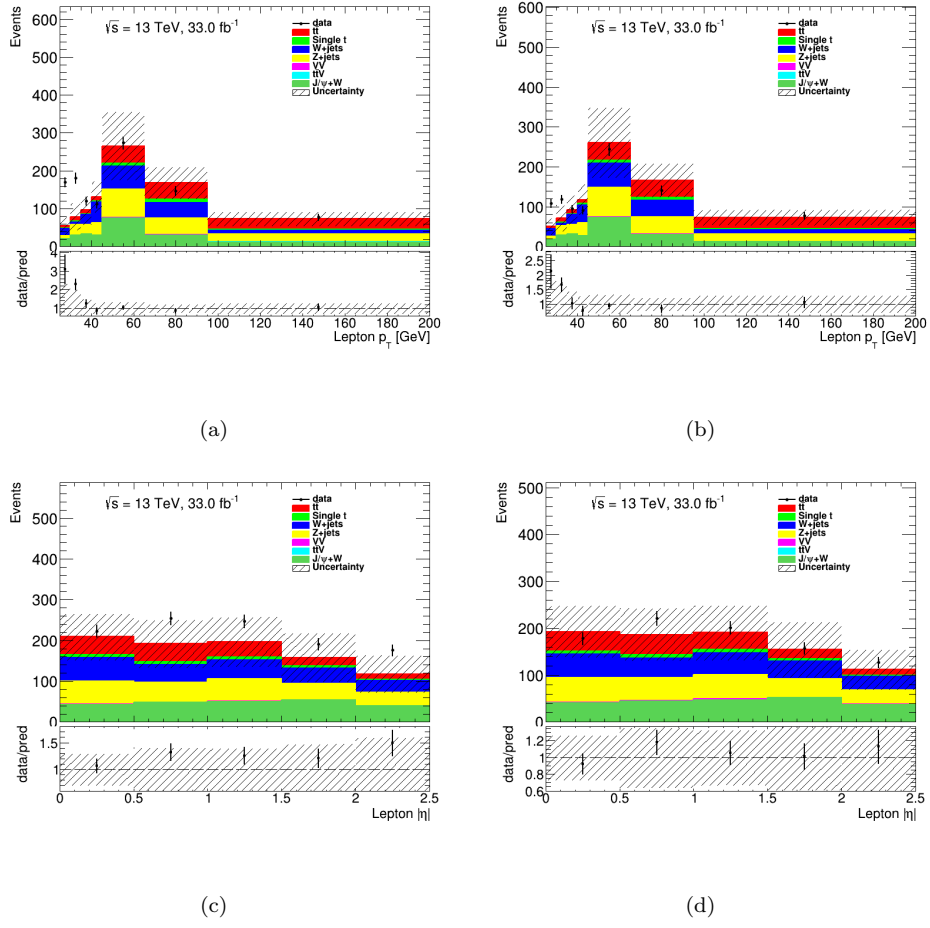 Events
√s = 13 TeV, 33.0 fb⁻¹
data
tt̄
Single t
W+jets
Z+jets
VV
tt̄V
J/ψ+W
Uncertainty
600
500
400
300
200
100
0
data/pred
4
3
2
1
40 60 80 100 120 140 160 180 200
Lepton p_T [GeV]
(a)
Events
√s = 13 TeV, 33.0 fb⁻¹
data
tt̄
Single t
W+jets
Z+jets
VV
tt̄V
J/ψ+W
Uncertainty
600
500
400
300
200
100
0
data/pred
2.5
2
1.5
1
40 60 80 100 120 140 160 180 200
Lepton p_T [GeV]
(b)
Events
√s = 13 TeV, 33.0 fb⁻¹
data
tt̄
Single t
W+jets
Z+jets
VV
tt̄V
J/ψ+W
Uncertainty
500
400
300
200
100
0
data/pred
1.5
1
0 0.5 1 1.5 2 2.5
Lepton |η|
(c)
Events
√s = 13 TeV, 33.0 fb⁻¹
data
tt̄
Single t
W+jets
Z+jets
VV
tt̄V
J/ψ+W
Uncertainty
500
400
300
200
100
0
data/pred
1.2
1
0.8
0.6
0 0.5 1 1.5 2 2.5
Lepton |η|
(d)